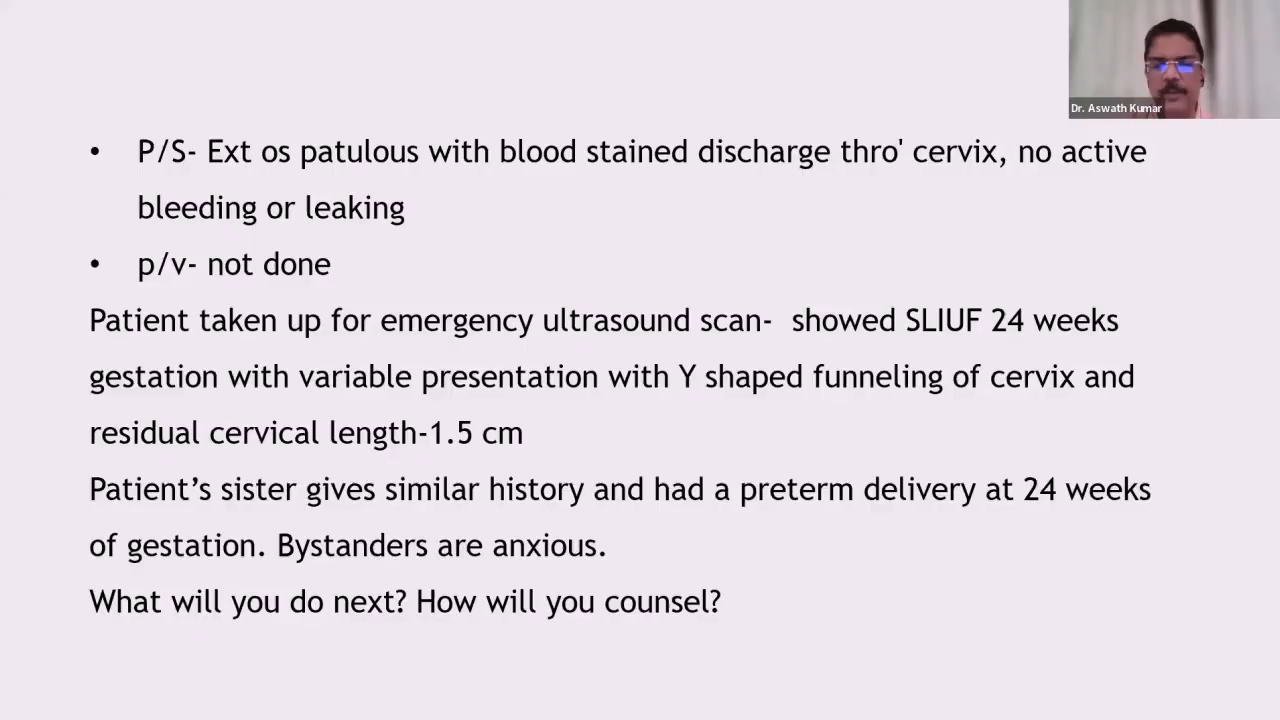 Dr. Aswath Kumar
• P/S- Ext os patulous with blood stained discharge thro' cervix, no active
bleeding or leaking
• p/v- not done
Patient taken up for emergency ultrasound scan- showed SLIUF 24 weeks
gestation with variable presentation with Y shaped funneling of cervix and
residual cervical length-1.5 cm
Patient’s sister gives similar history and had a preterm delivery at 24 weeks
of gestation. Bystanders are anxious.
What will you do next? How will you counsel?